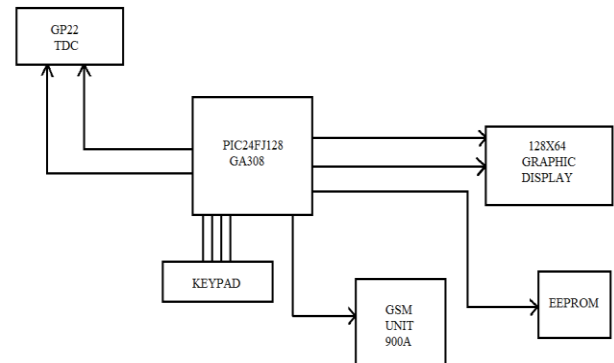 GP22
TDC
PIC24FJ128
GA308
128X64
GRAPHIC
DISPLAY
KEYPAD
GSM
UNIT
900A
EEPROM